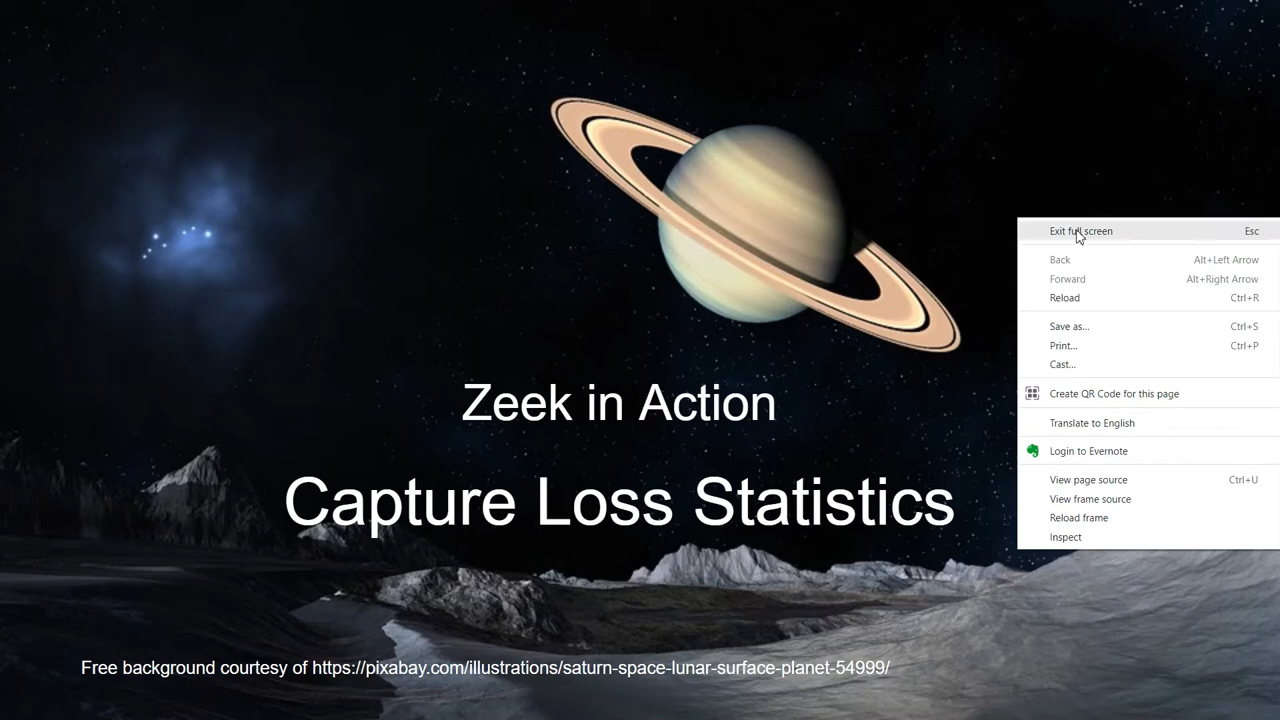 Zeek in Action
Capture Loss Statistics
Free background courtesy of https://pixabay.com/illustrations/saturn-space-lunar-surface-planet-54999/
Exit full screen Esc
Back Alt+Left Arrow
Forward Alt+Right Arrow
Reload Ctrl+R
Save as... Ctrl+S
Print... Ctrl+P
Cast...
Create QR Code for this page
Translate to English
Login to Evernote
View page source Ctrl+U
View frame source
Reload frame
Inspect